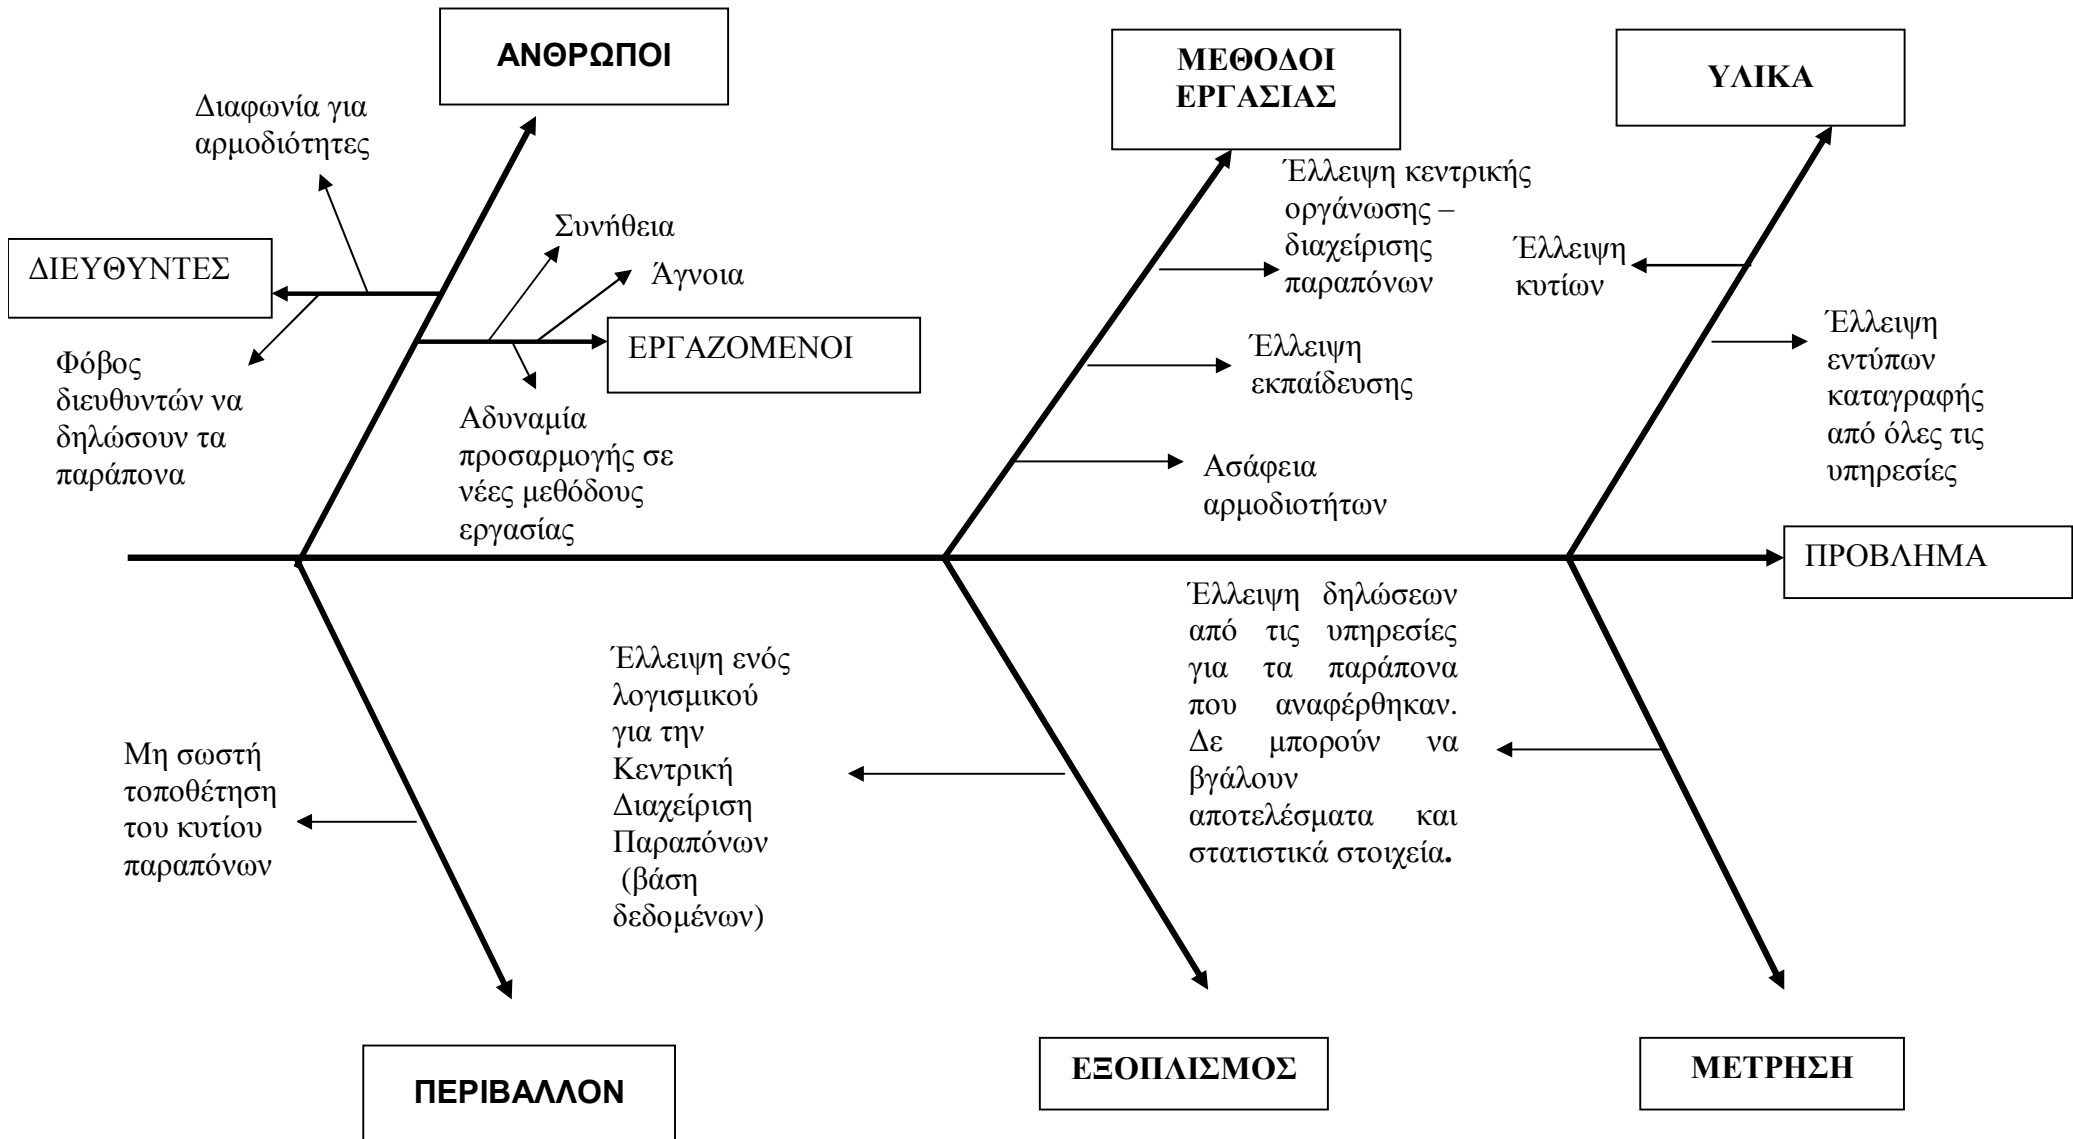 ΑΝΘΡΩΠΟΙ
ΜΕΘΟΔΟΙ
ΕΡΓΑΣΙΑΣ
ΥΛΙΚΑ
Διαφωνία για
αρμοδιότητες
Συνήθεια
Άγνοια
ΔΙΕΥΘΥΝΤΕΣ
ΕΡΓΑΖΟΜΕΝΟΙ
Φόβος
διευθυντών να
δηλώσουν τα
παράπονα
Αδυναμία
προσαρμογής σε
νέες μεθόδους
εργασίας
Έλλειψη κεντρικής
οργάνωσης –
διαχείρισης
παραπόνων
Έλλειψη
εκπαίδευσης
Ασάφεια
αρμοδιοτήτων
Έλλειψη
κυτίων
Έλλειψη
εντύπων
καταγραφής
από όλες τις
υπηρεσίες
ΠΡΟΒΛΗΜΑ
Μη σωστή
τοποθέτηση
του κυτίου
παραπόνων
Έλλειψη ενός
λογισμικού
για την
Κεντρική
Διαχείριση
Παραπόνων
(βάση
δεδομένων)
Έλλειψη δηλώσεων
από τις υπηρεσίες
για τα παράπονα
που αναφέρθηκαν.
Δε μπορούν να
βγάλουν
αποτελέσματα και
στατιστικά στοιχεία.
ΠΕΡΙΒΑΛΛΟΝ
ΕΞΟΠΛΙΣΜΟΣ
ΜΕΤΡΗΣΗ